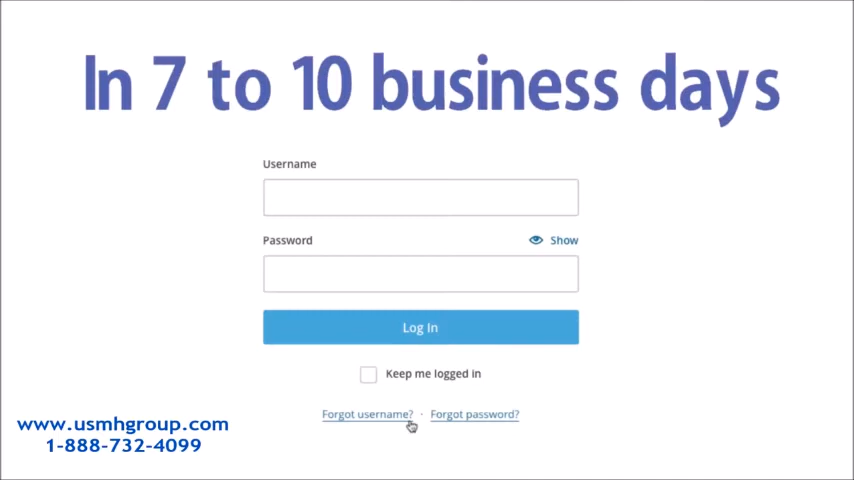 In 7 to 10 business days
Username
Password Show
Log In
Keep me logged in
Forgot username? · Forgot password?
www.usmhgroup.com
1-888-732-4099